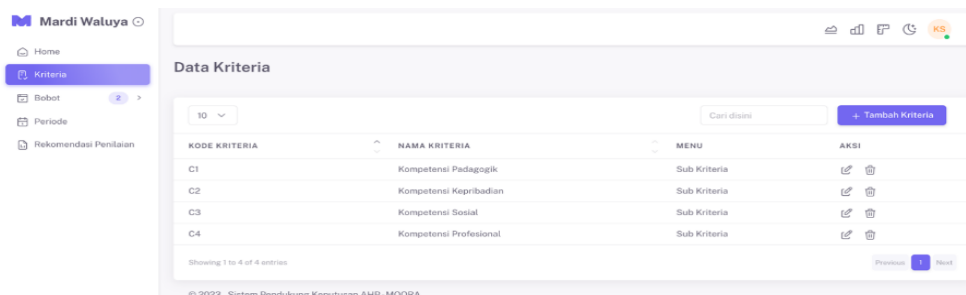 Mardi Waluya
Home
Kriteria
Bobot 2
Periode
Rekomendasi Penilaian
KS
Data Kriteria
10
Cari disini
+ Tambah Kriteria
KODE KRITERIA NAMA KRITERIA MENU AKSI
C1 Kompetensi Padagogik Sub Kriteria
C2 Kompetensi Kepribadian Sub Kriteria
C3 Kompetensi Sosial Sub Kriteria
C4 Kompetensi Profesional Sub Kriteria
Showing 1 to 4 of 4 entries
Previous 1 Next
© 2023 , Sistem Pendukung Keputusan AHP-MOORA